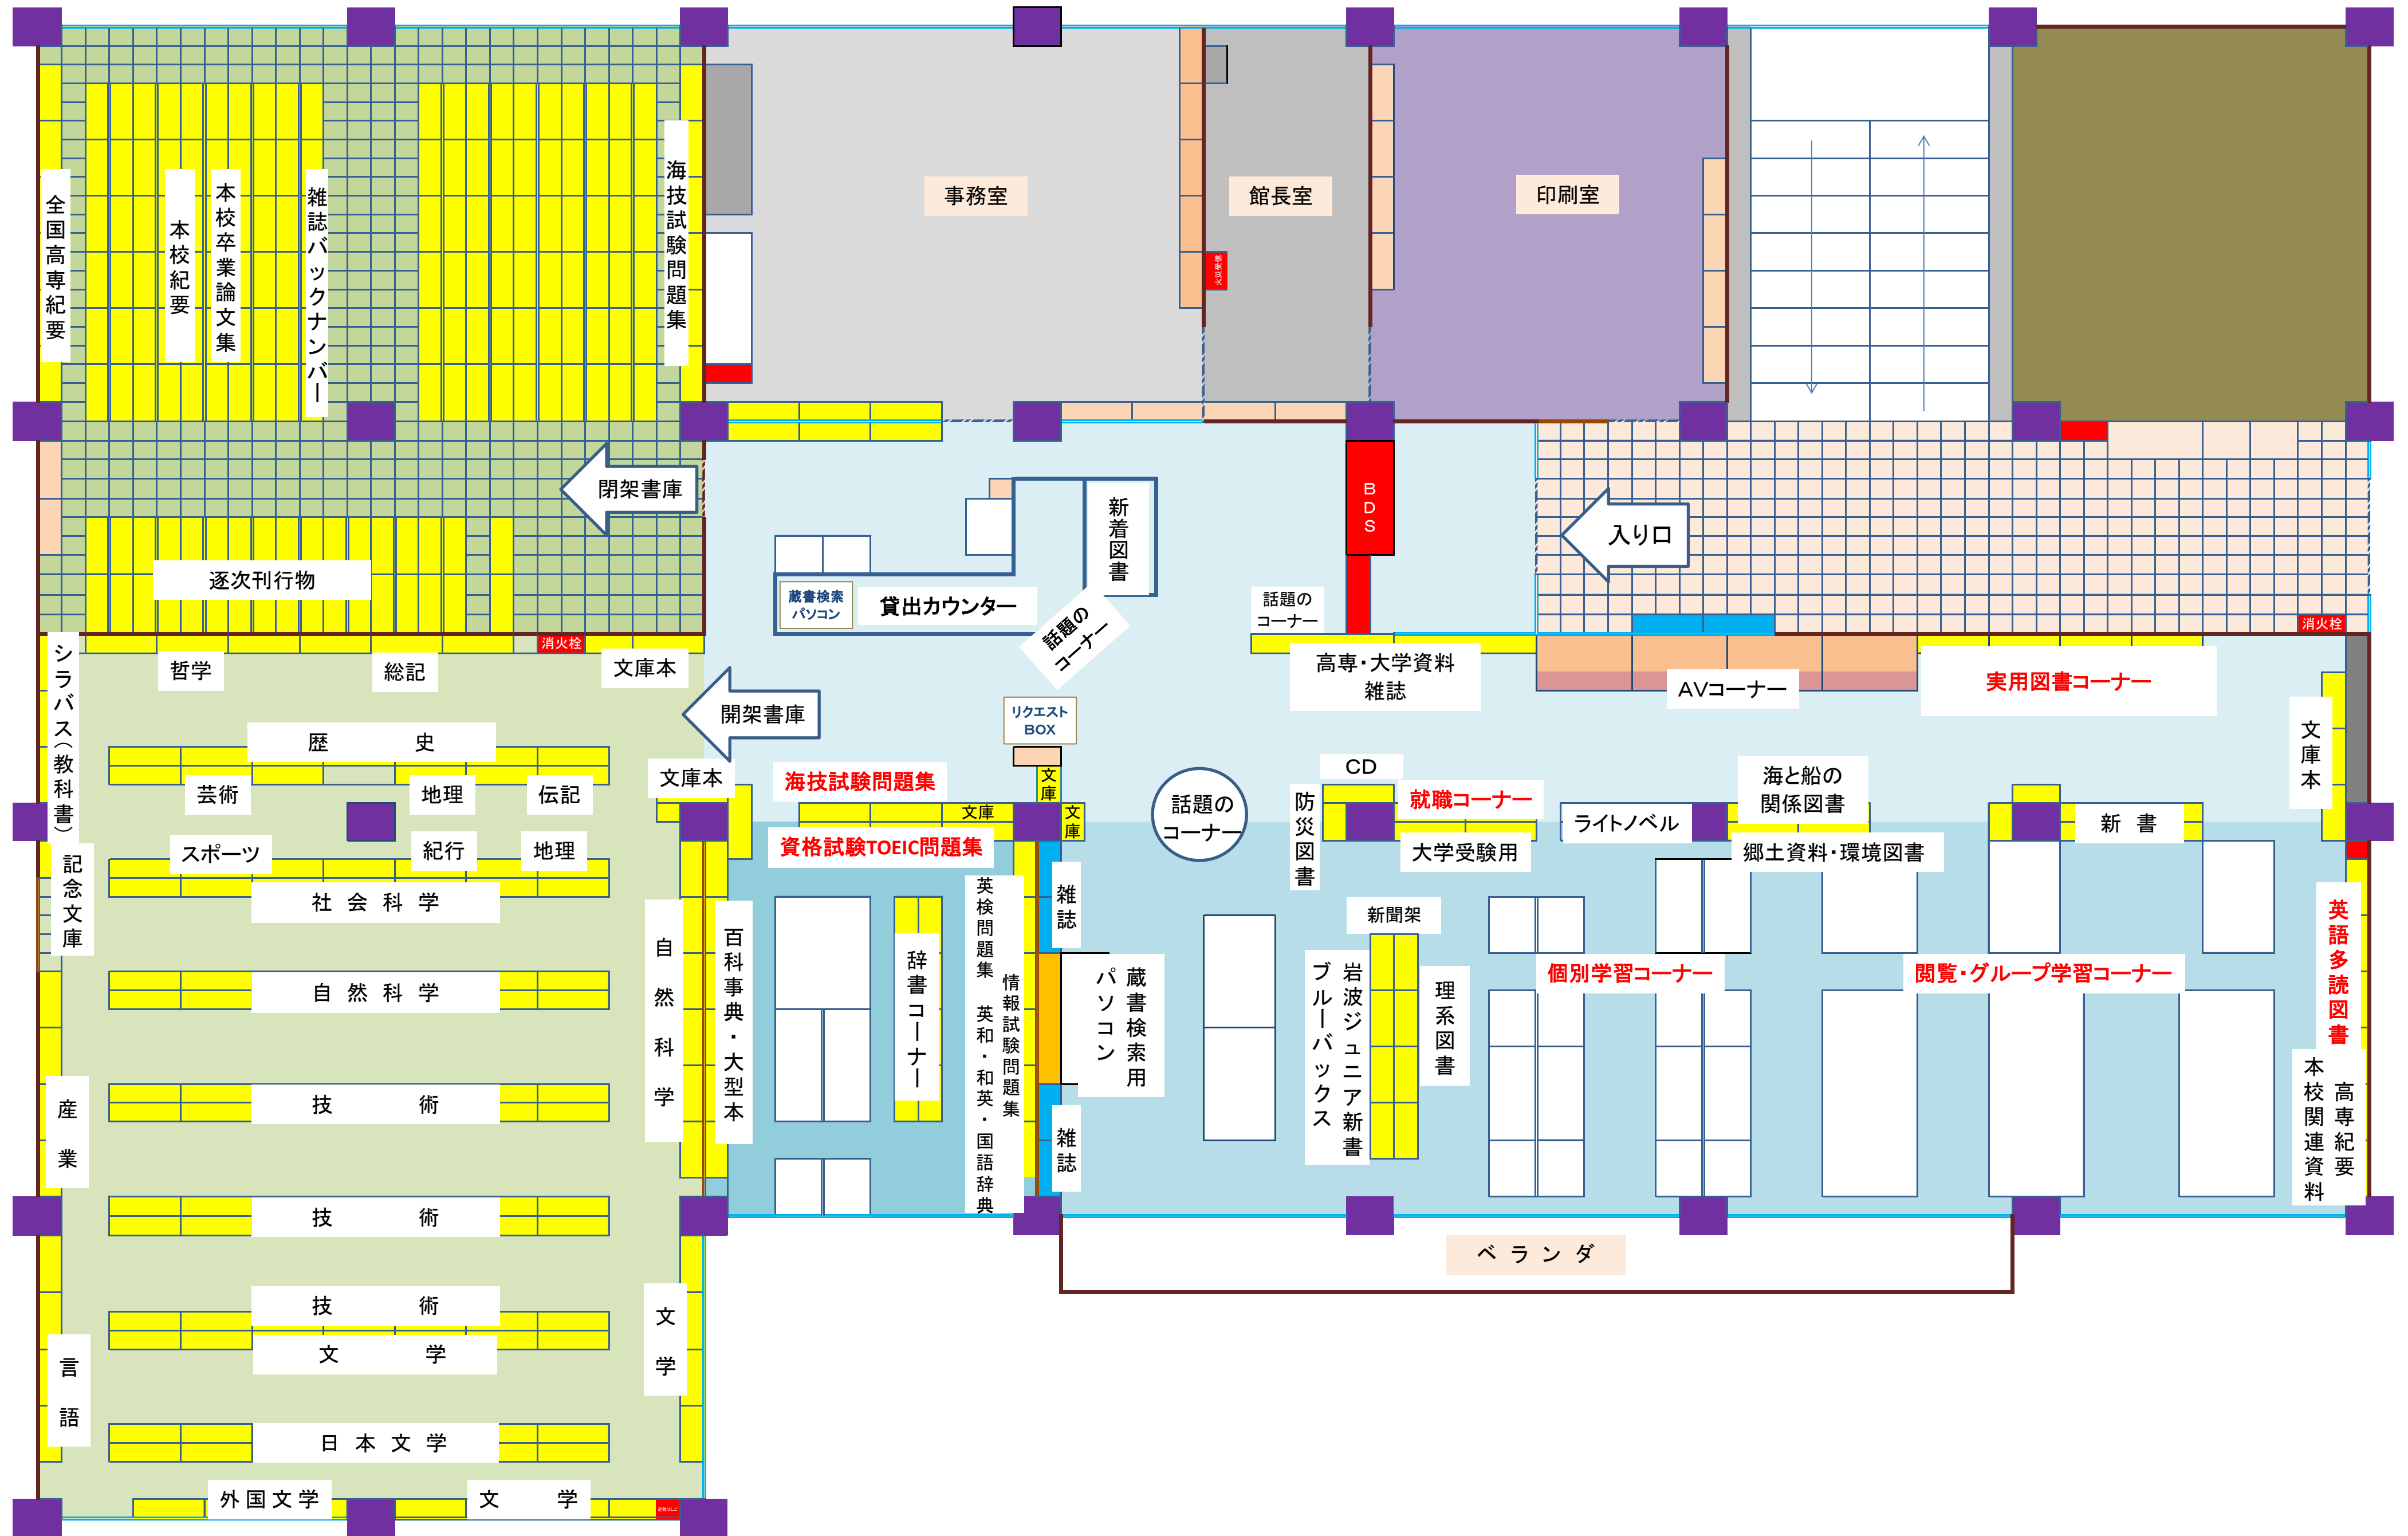 全国高専紀要
本校紀要
本校卒業論文集
雑誌バックナンバー
海技試験問題集
事務室
館長室
火災受信
印刷室
閉架書庫
逐次刊行物
新着図書
BDS
入り口
蔵書検索
パソコン
貸出カウンター
話題の
コーナー
話題の
コーナー
消火栓
消火栓
シラバス（教科書）
哲学
総記
文庫本
高専・大学資料
雑誌
AVコーナー
実用図書コーナー
開架書庫
リクエスト
BOX
文庫本
歴 史
芸術
地理
伝記
文庫本
海技試験問題集
文庫
文庫
文庫
話題の
コーナー
CD
防災図書
就職コーナー
海と船の
関係図書
ライトノベル
新 書
スポーツ
紀行
地理
資格試験TOEIC問題集
大学受験用
郷土資料・環境図書
記念文庫
社 会 科 学
自 然 科 学
百科事典・大型本
辞書コーナー
英検問題集 英和・和英・国語辞典
情報試験問題集
雑誌
蔵書検索用
パソコン
雑誌
新聞架
岩波ジュニア新書
ブルーバックス
理系図書
個別学習コーナー
閲覧・グループ学習コーナー
英語多読図書
高専紀要
本校関連資料
自 然 科 学
産 業
技 術
技 術
ベ ラ ン ダ
技 術
文 学
文 学
言 語
日 本 文 学
外 国 文 学
文 学